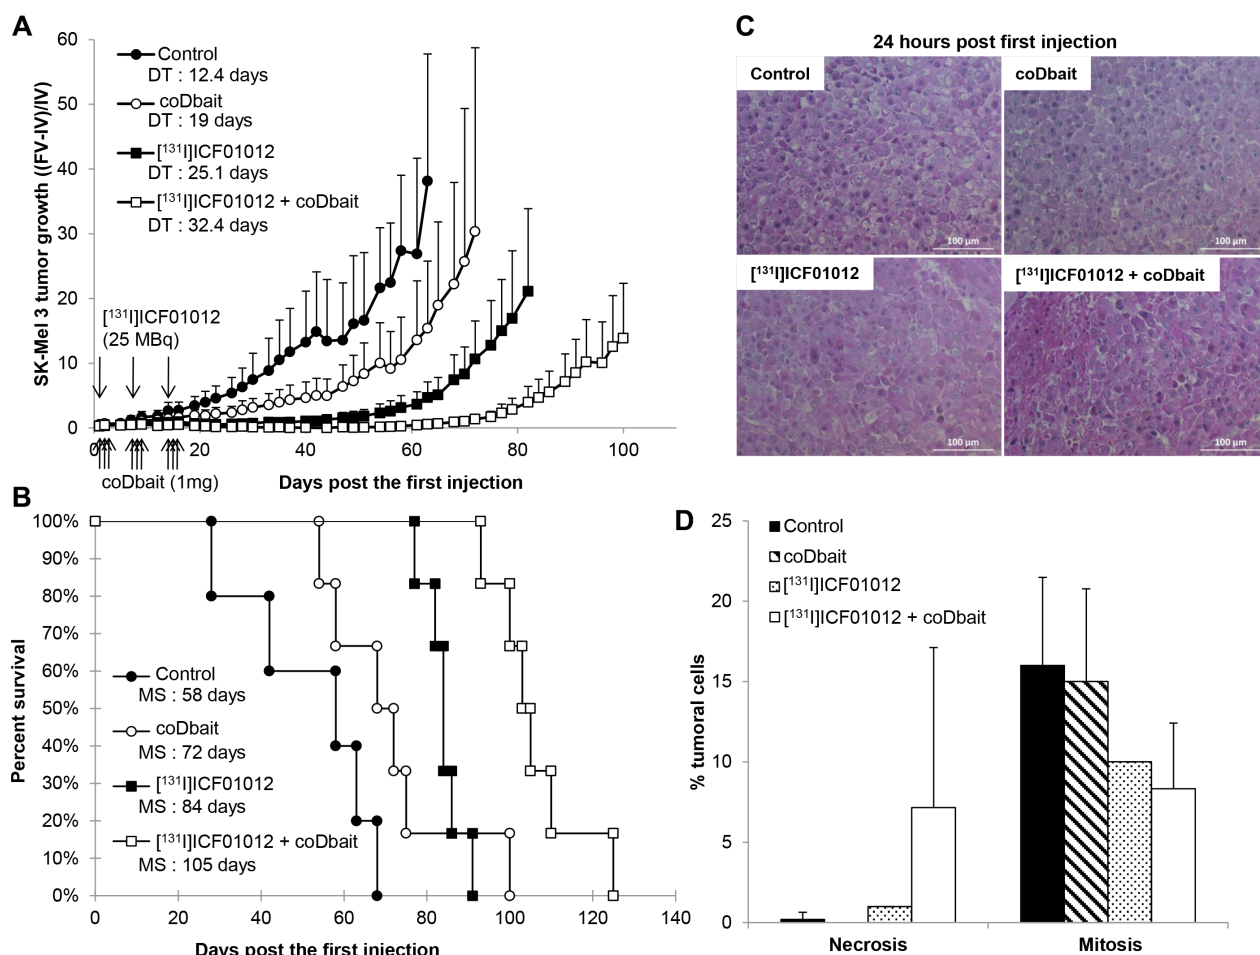 A
SK-Mel 3 tumor growth ((FV-IV)/IV)
60
50
40
30
20
10
0
Control
DT : 12.4 days
coDbait
DT : 19 days
[¹³¹I]ICF01012
DT : 25.1 days
[¹³¹I]ICF01012 + coDbait
DT : 32.4 days
[¹³¹I]ICF01012
(25 MBq)
0 20 40 60 80 100
coDbait (1mg)
Days post the first injection
B
Percent survival
100%
90%
80%
70%
60%
50%
40%
30%
20%
10%
0%
Control
MS : 58 days
coDbait
MS : 72 days
[¹³¹I]ICF01012
MS : 84 days
[¹³¹I]ICF01012 + coDbait
MS : 105 days
0 20 40 60 80 100 120 140
Days post the first injection
C
24 hours post first injection
Control
100 µm
coDbait
100 µm
[¹³¹I]ICF01012
100 µm
[¹³¹I]ICF01012 + coDbait
100 µm
D
% tumoral cells
25
20
15
10
5
0
Control
coDbait
[¹³¹I]ICF01012
[¹³¹I]ICF01012 + coDbait
Necrosis Mitosis